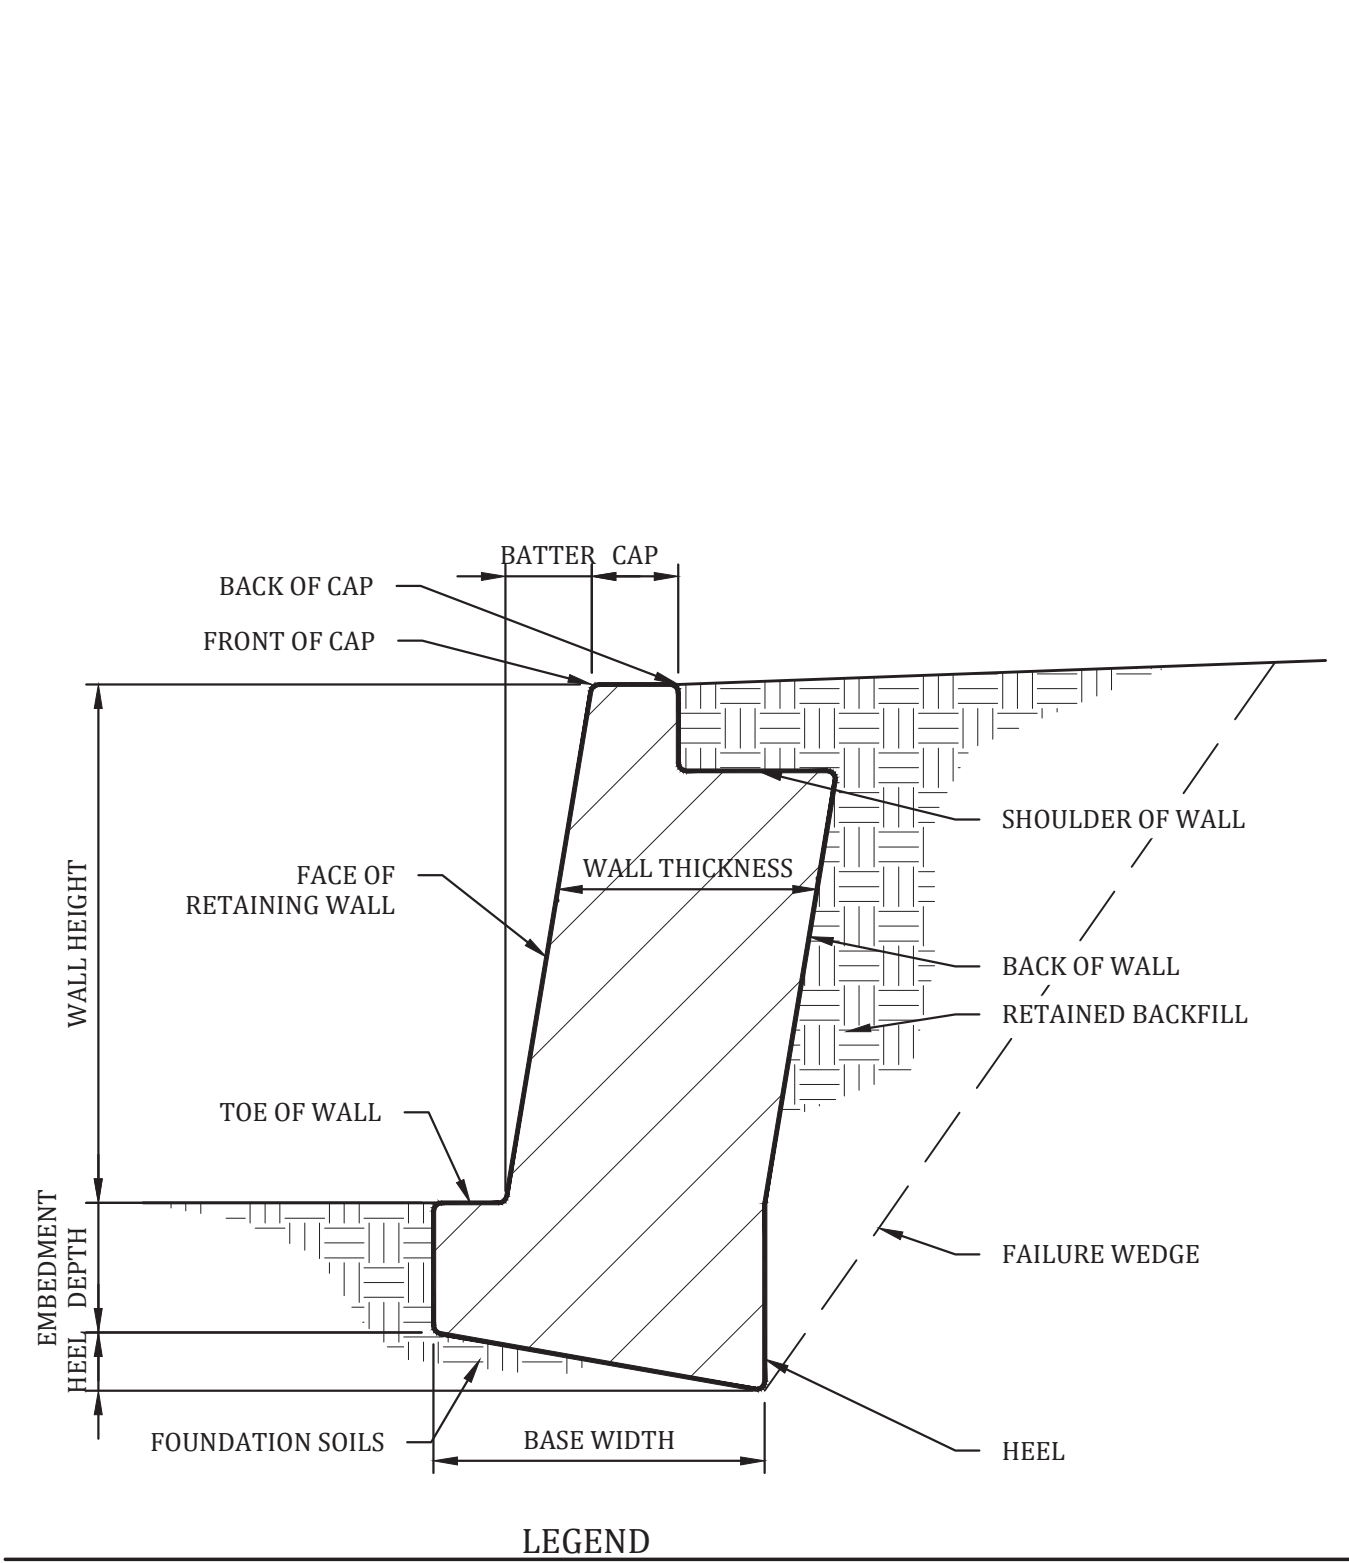 BATTER CAP
BACK OF CAP
FRONT OF CAP
SHOULDER OF WALL
WALL THICKNESS
FACE OF
RETAINING WALL
WALL HEIGHT
BACK OF WALL
RETAINED BACKFILL
TOE OF WALL
EMBEDMENT
DEPTH
HEEL
FAILURE WEDGE
FOUNDATION SOILS
BASE WIDTH
HEEL
LEGEND